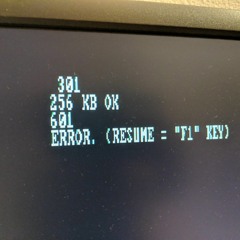 301
256 KB OK
601
ERROR. (RESUME = "F1" KEY)